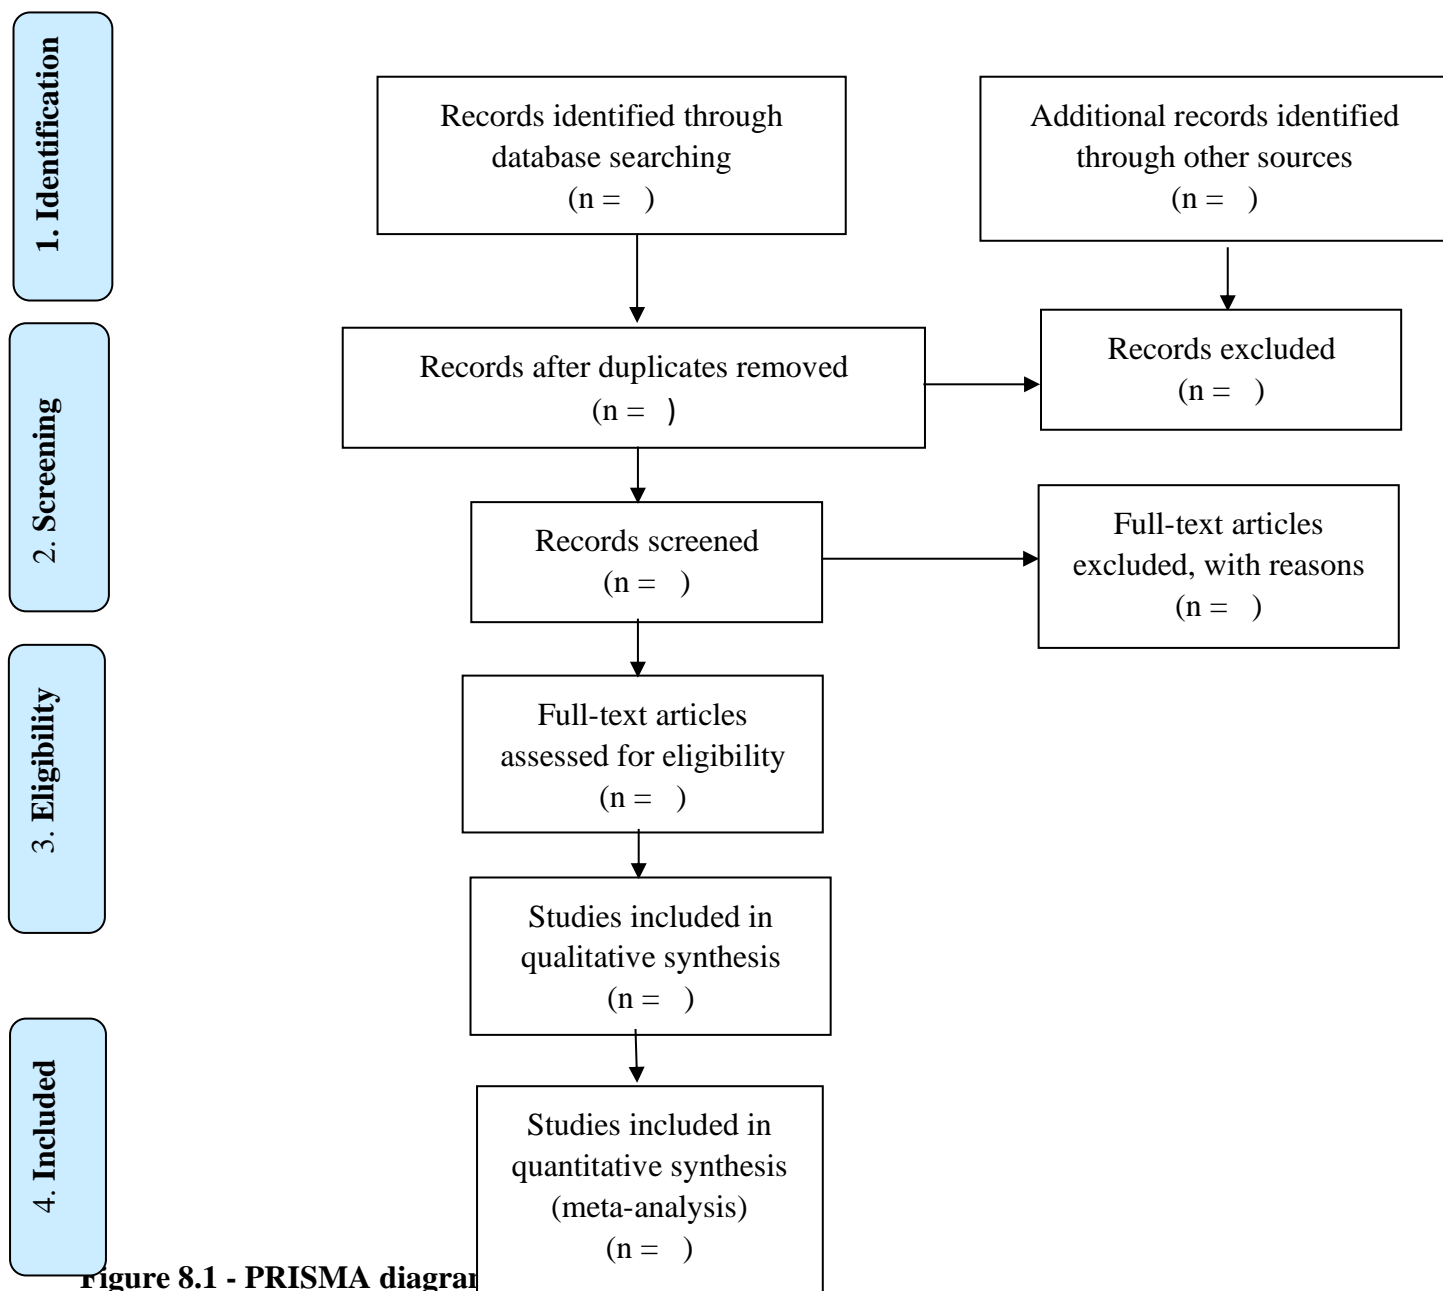 1. Identification
Records identified through
database searching
(n =   )
Additional records identified
through other sources
(n =   )
2. Screening
Records after duplicates removed
(n =   )
Records excluded
(n =   )
Records screened
(n =   )
Full-text articles
excluded, with reasons
(n =   )
3. Eligibility
Full-text articles
assessed for eligibility
(n =   )
Studies included in
qualitative synthesis
(n =   )
4. Included
Studies included in
quantitative synthesis
(meta-analysis)
(n =   )
Figure 8.1 - PRISMA